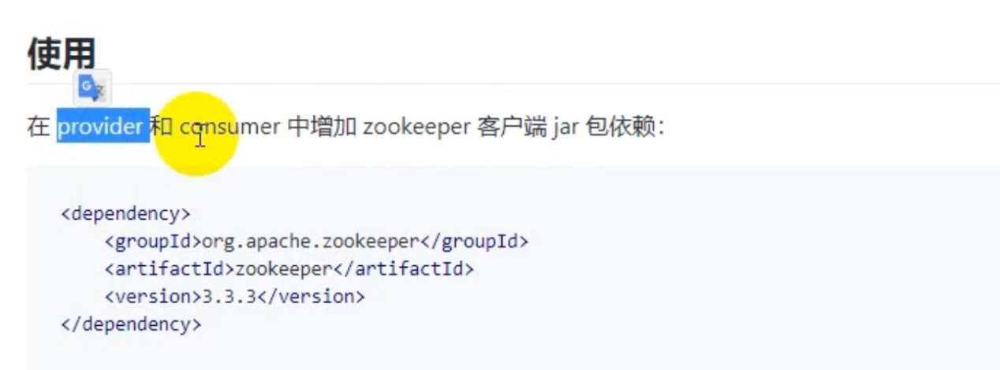 使用
在 provider 和 consumer 中增加 zookeeper 客户端 jar 包依赖:
<dependency>
    <groupId>org.apache.zookeeper</groupId>
    <artifactId>zookeeper</artifactId>
    <version>3.3.3</version>
</dependency>